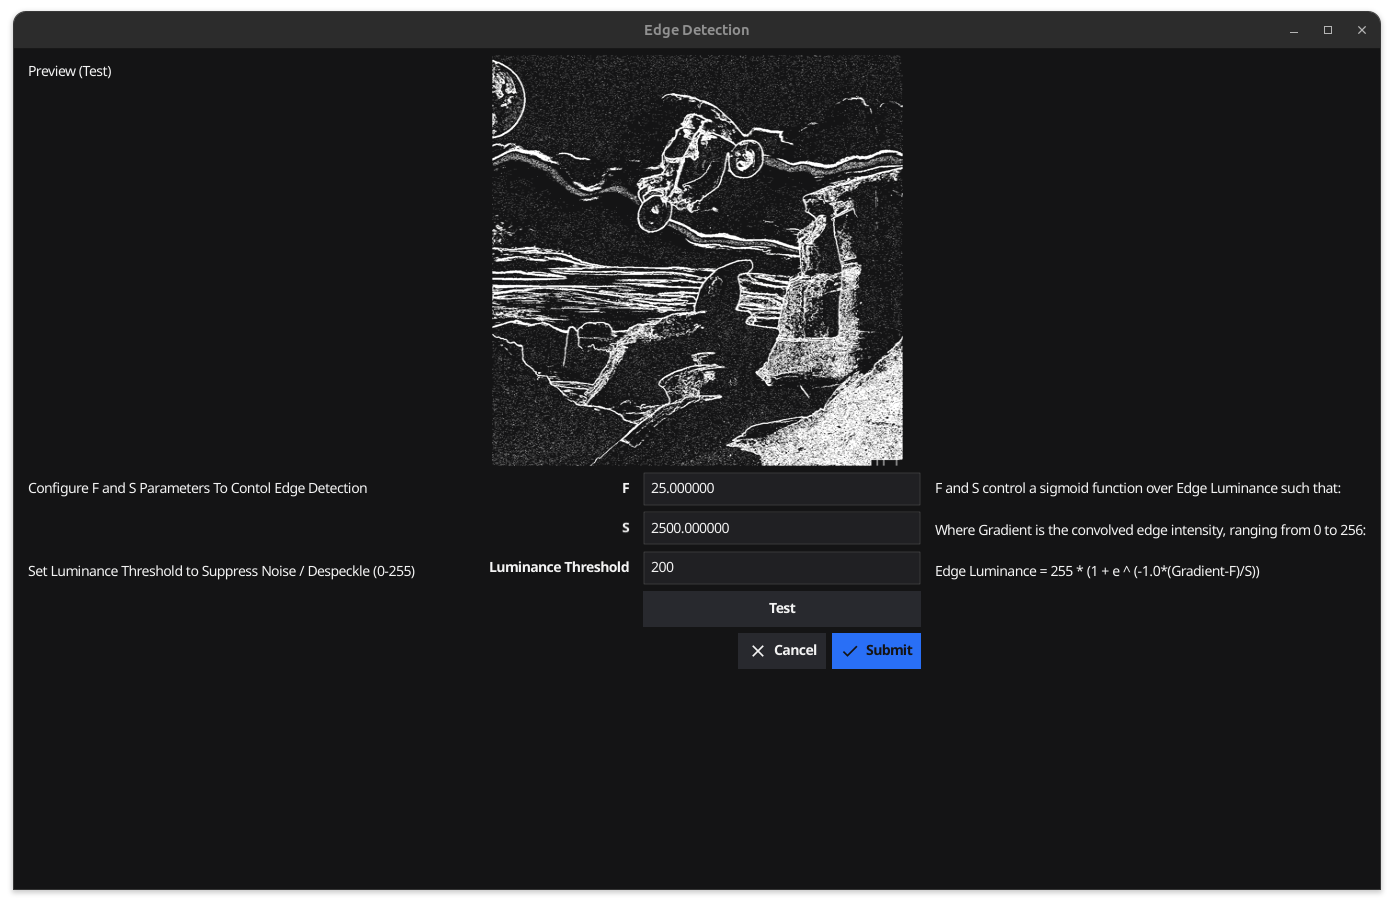 Edge Detection
Preview (Test)
Configure F and S Parameters To Contol Edge Detection
F
25.000000
F and S control a sigmoid function over Edge Luminance such that:
S
2500.000000
Where Gradient is the convolved edge intensity, ranging from 0 to 256:
Set Luminance Threshold to Suppress Noise / Despeckle (0-255)
Luminance Threshold
200
Edge Luminance = 255 * (1 + e ^ (-1.0*(Gradient-F)/S))
Test
Cancel
Submit